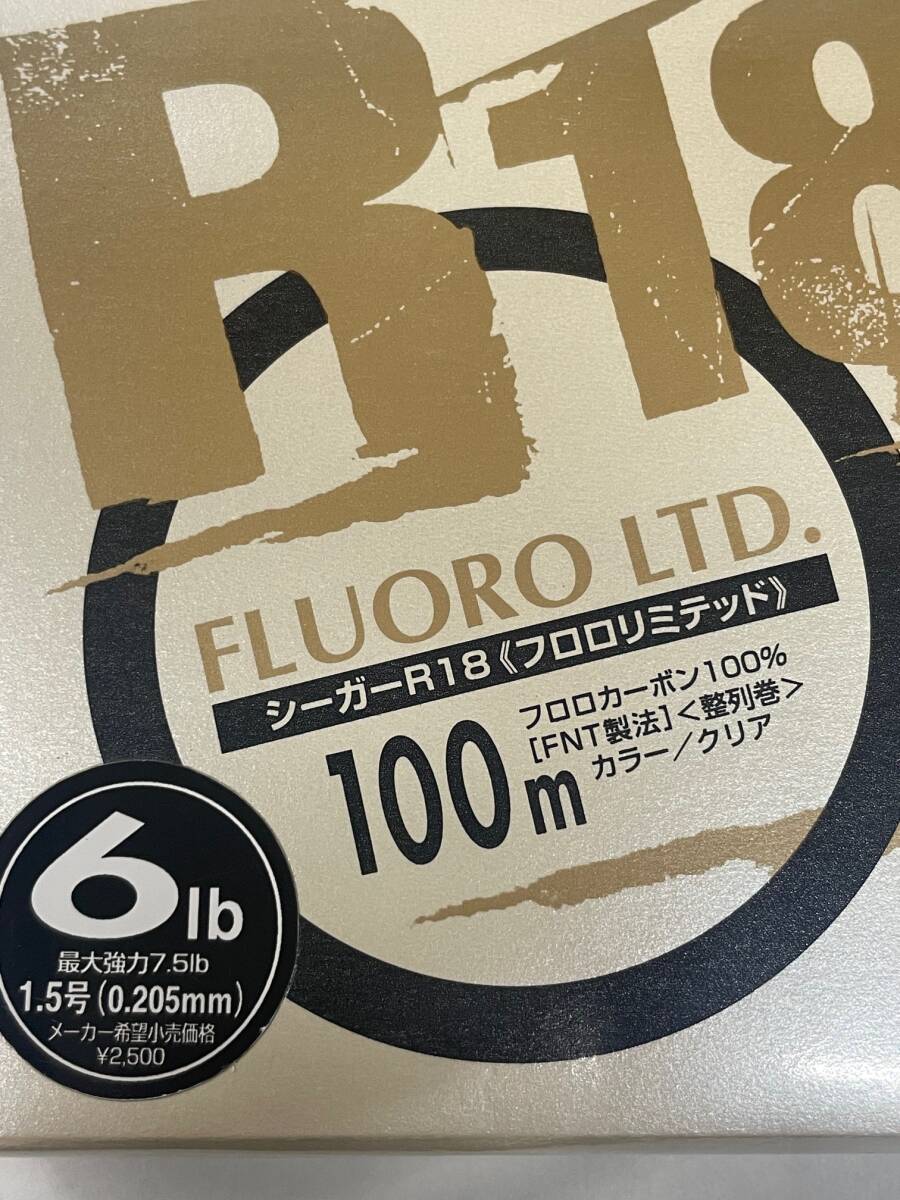 R18
FLUORO LTD.
シーガーR18《フロロリミテッド》
100m
フロロカーボン100%
[FNT製法]<整列巻>
カラー/クリア
6lb
最大強力7.5lb
1.5号(0.205mm)
メーカー希望小売価格
¥2,500